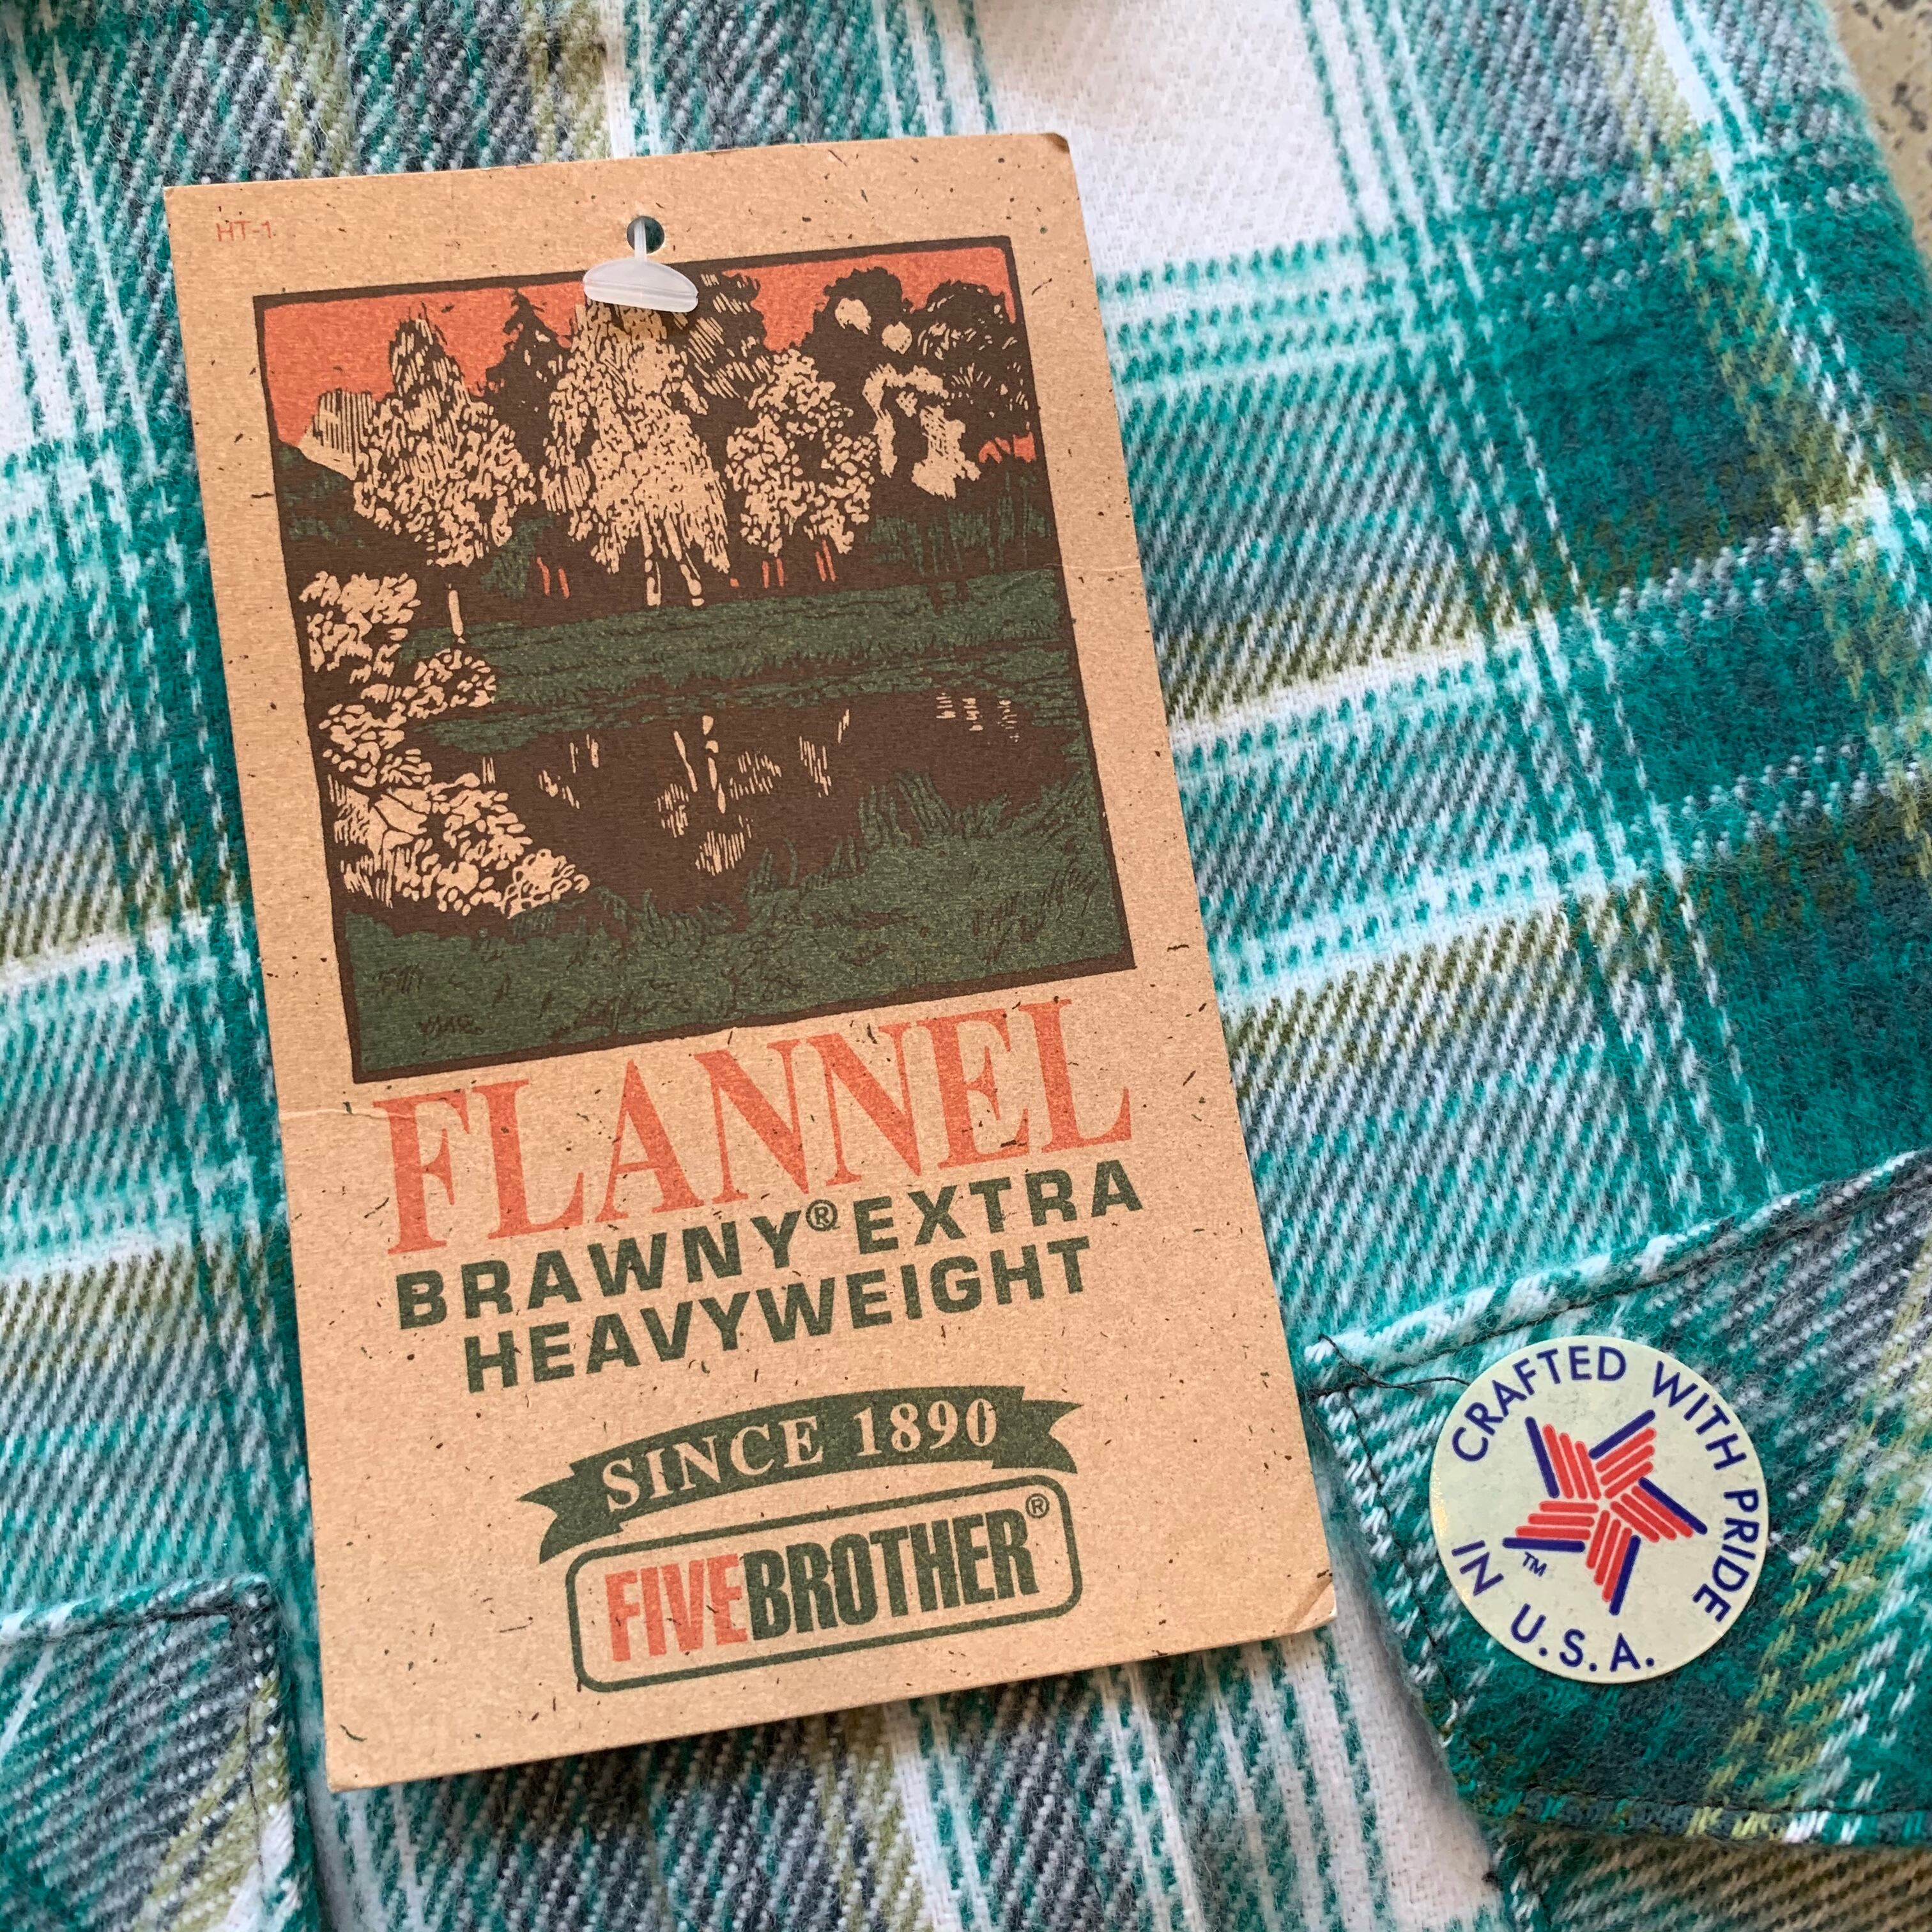 HT-1
FLANNEL
BRAWNY® EXTRA
HEAVYWEIGHT
SINCE 1890
FIVEBROTHER®
CRAFTED WITH PRIDE
IN U.S.A.
TM